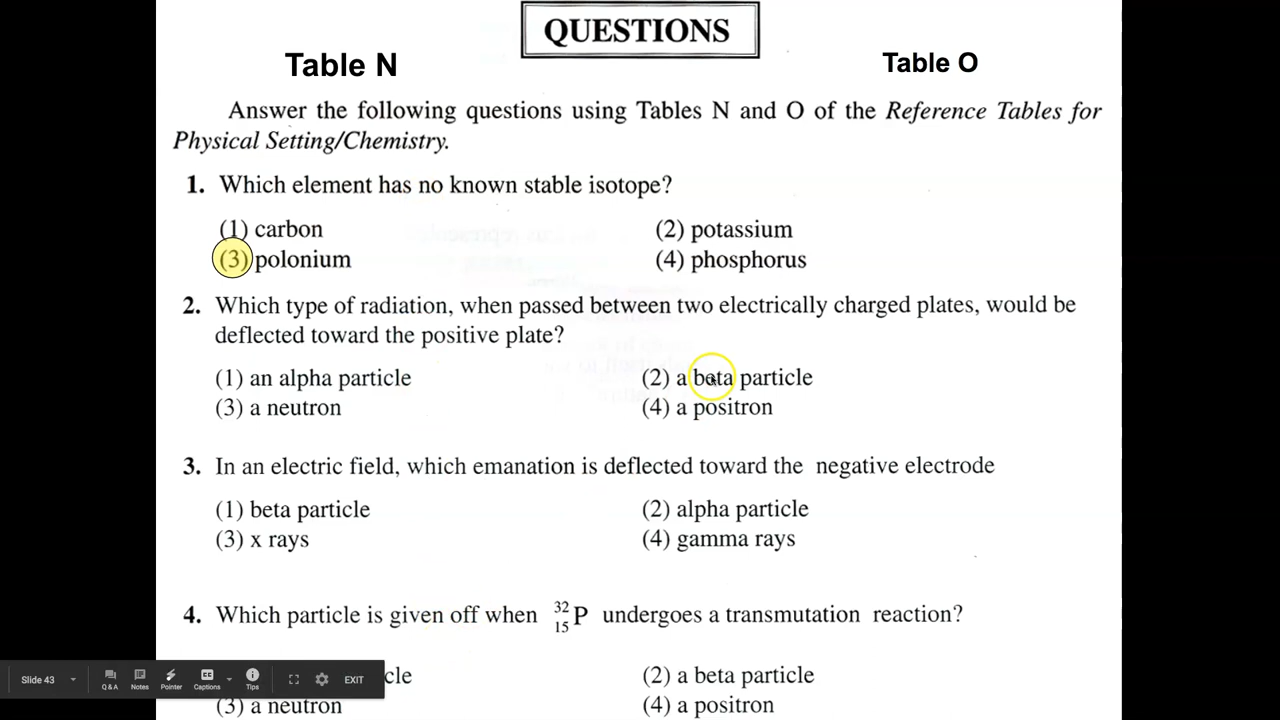 QUESTIONS
Table N
Table O
Answer the following questions using Tables N and O of the Reference Tables for
Physical Setting/Chemistry.
1. Which element has no known stable isotope?
(1) carbon (2) potassium
(3) polonium (4) phosphorus
2. Which type of radiation, when passed between two electrically charged plates, would be
deflected toward the positive plate?
(1) an alpha particle (2) a beta particle
(3) a neutron (4) a positron
3. In an electric field, which emanation is deflected toward the negative electrode
(1) beta particle (2) alpha particle
(3) x rays (4) gamma rays
4. Which particle is given off when ³²₁₅P undergoes a transmutation reaction?
cle (2) a beta particle
(3) a neutron (4) a positron
Slide 43 Q & A Notes Pointer Captions Tips EXIT